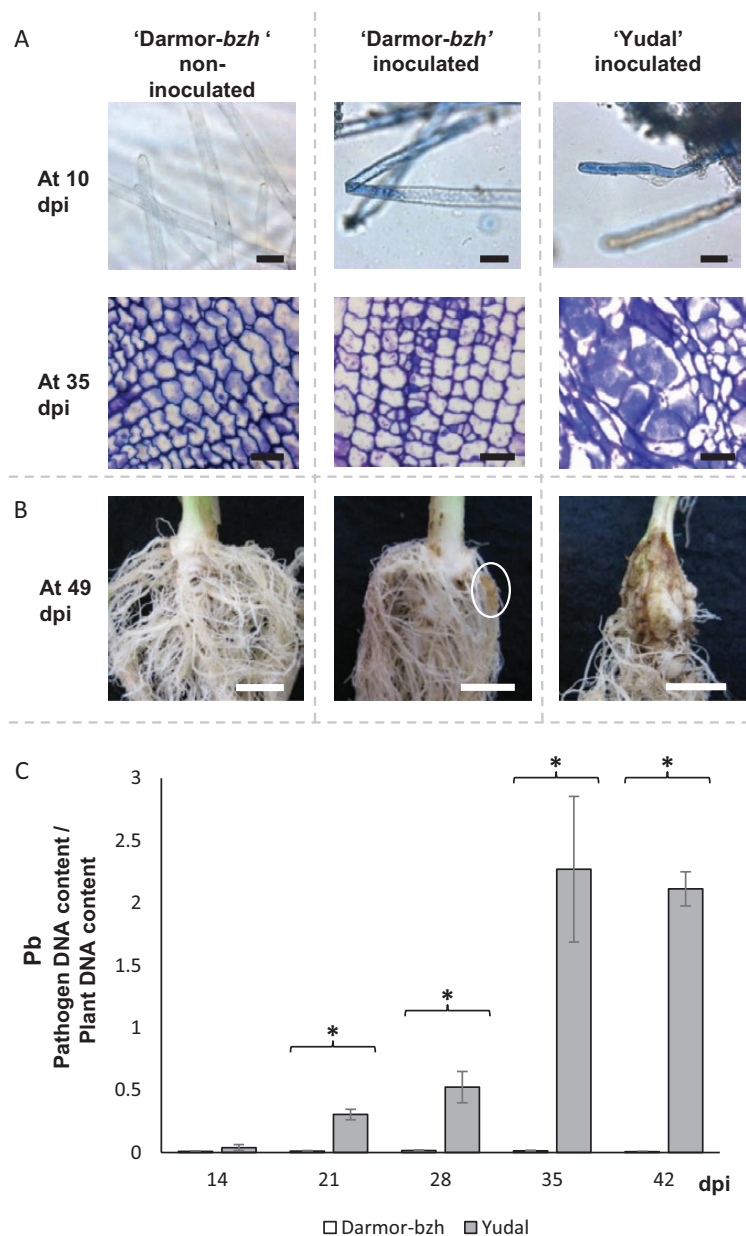 A
‘Darmor-bzh ‘
non-
inoculated
‘Darmor-bzh’
inoculated
‘Yudal’
inoculated
At 10
dpi
At 35
dpi
B
At 49
dpi
C
Pb
Pathogen DNA content /
Plant DNA content
3
2.5
2
1.5
1
0.5
0
*
*
*
*
14
21
28
35
42
dpi
Darmor-bzh
Yudal